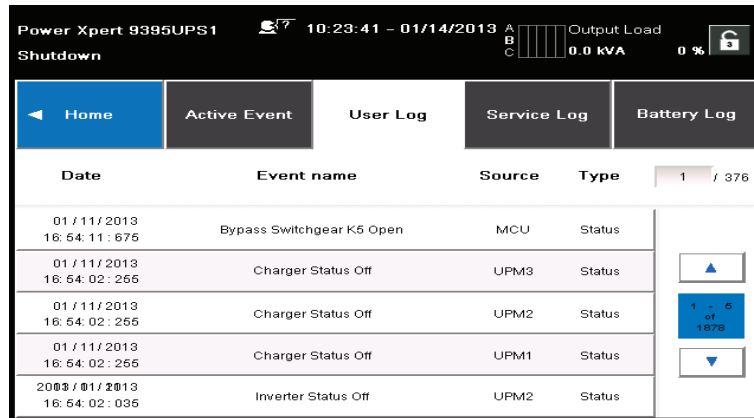 Power Xpert 9395UPS1 ? 10:23:41 - 01/14/2013 A Output Load
B
Shutdown C 0.0 kVA 0 % 3
◄ Home Active Event User Log Service Log Battery Log
Date Event name Source Type 1 / 376
01/11/2013
16:54:11:675 Bypass Switchgear K5 Open MCU Status
01/11/2013
16:54:02:255 Charger Status Off UPM3 Status
01/11/2013
16:54:02:255 Charger Status Off UPM2 Status
1 - 5
of
1878
01/11/2013
16:54:02:255 Charger Status Off UPM1 Status
16:54:02:035 Inverter Status Off UPM2 Status